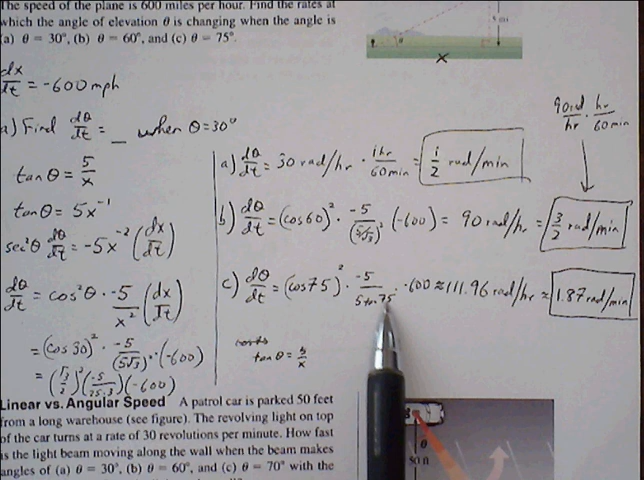 The speed of the plane is 600 miles per hour. Find the rates at
which the angle of elevation θ is changing when the angle is
(a) θ = 30°, (b) θ = 60°, and (c) θ = 75°.
5 mi
θ
x
dx/dt = -600 mph
a) Find dθ/dt = __ when θ=30°
tan θ = 5/x
tan θ = 5x⁻¹
sec²θ dθ/dt = -5x⁻² (dx/dt)
dθ/dt = cos²θ · -5/x² (dx/dt)
= (cos 30)² · -5/(5√3)² · (-600)
= (√3/2)² (-5/25·3)(-600)
a) dθ/dt = 30 rad/hr · 1hr/60min = 1/2 rad/min
90rad/hr · hr/60min
b) dθ/dt = (cos60)² · -5/(5/√3)² (-600) = 90 rad/hr = 3/2 rad/min
c) dθ/dt = (cos75)² · -5/5tan75 · -600 ≈ 111.96 rad/hr ≈ 1.87 rad/min
tan θ = 5/x
Linear vs. Angular Speed A patrol car is parked 50 feet
from a long warehouse (see figure). The revolving light on top
of the car turns at a rate of 30 revolutions per minute. How fast
is the light beam moving along the wall when the beam makes
angles of (a) θ = 30°, (b) θ = 60°, and (c) θ = 70° with the
θ
50 ft